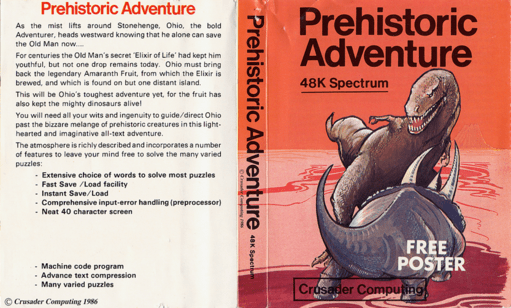 Prehistoric Adventure
As the mist lifts around Stonehenge, Ohio, the bold
Adventurer, heads westward knowing that he alone can save
the Old Man now....
For centuries the Old Man's secret 'Elixir of Life' had kept him
youthful, but not one drop remains today. Ohio must bring
back the legendary Amaranth Fruit, from which the Elixir is
brewed, and which is found on but one distant island.
This will be Ohio's toughest adventure yet, for the fruit has
also kept the mighty dinosaurs alive!
You will need all your wits and ingenuity to guide/direct Ohio
past the bizarre melange of prehistoric creatures in this light-
hearted and imaginative all-text adventure.
The atmosphere is richly described and incorporates a number
of features to leave your mind free to solve the many varied
puzzles:
- Extensive choice of words to solve most puzzles
- Fast Save /Load facility
- Instant Save/Load
- Comprehensive input-error handling (preprocessor)
- Neat 40 character screen
- Machine code program
- Advance text compression
- Many varied puzzles
© Crusader Computing 1986
Prehistoric Adventure
© Crusader Computing 1986
48K Spectrum
Prehistoric
Adventure
48K Spectrum
FREE
POSTER
Crusader Computing